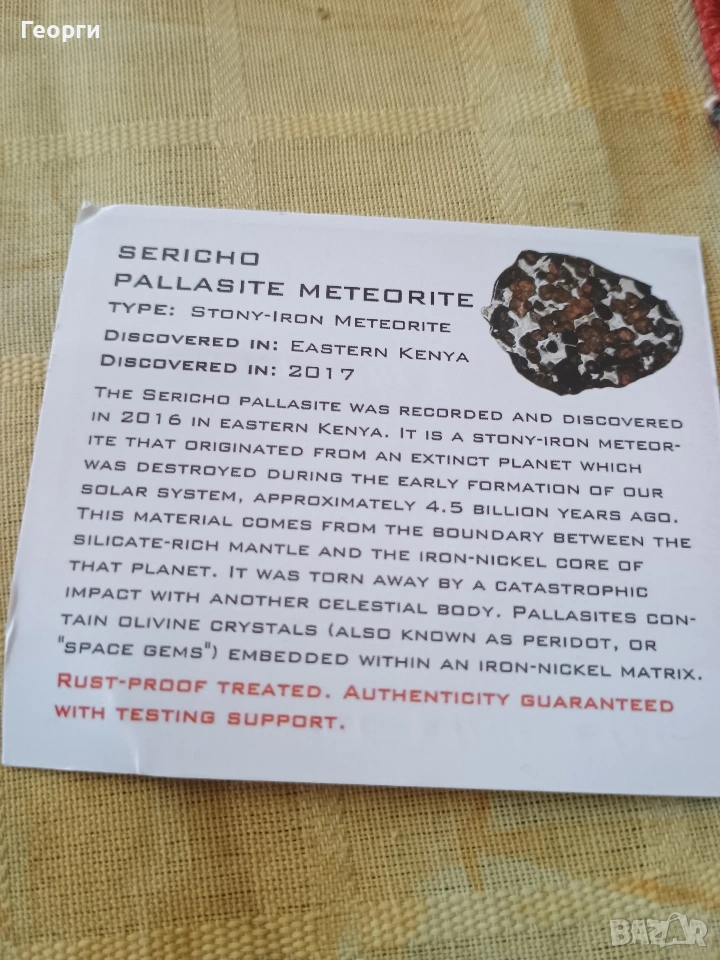 Георги
SERICHO
PALLASITE METEORITE
TYPE: STONY-IRON METEORITE
DISCOVERED IN: EASTERN KENYA
DISCOVERED IN: 2017
THE SERICHO PALLASITE WAS RECORDED AND DISCOVERED
IN 2016 IN EASTERN KENYA. IT IS A STONY-IRON METEOR-
ITE THAT ORIGINATED FROM AN EXTINCT PLANET WHICH
WAS DESTROYED DURING THE EARLY FORMATION OF OUR
SOLAR SYSTEM, APPROXIMATELY 4.5 BILLION YEARS AGO.
THIS MATERIAL COMES FROM THE BOUNDARY BETWEEN THE
SILICATE-RICH MANTLE AND THE IRON-NICKEL CORE OF
THAT PLANET. IT WAS TORN AWAY BY A CATASTROPHIC
IMPACT WITH ANOTHER CELESTIAL BODY. PALLASITES CON-
TAIN OLIVINE CRYSTALS (ALSO KNOWN AS PERIDOT, OR
"SPACE GEMS") EMBEDDED WITHIN AN IRON-NICKEL MATRIX.
RUST-PROOF TREATED. AUTHENTICITY GUARANTEED
WITH TESTING SUPPORT.
BAZAR